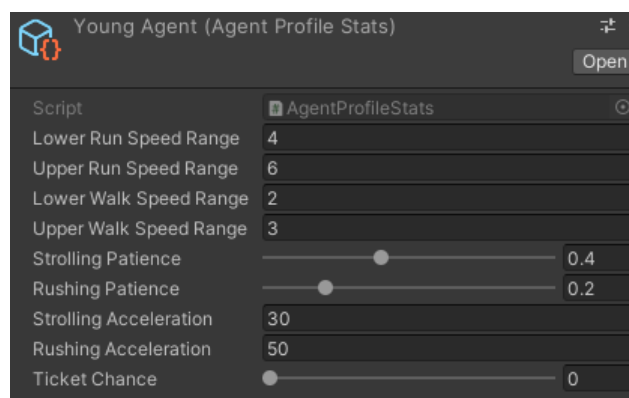 Young Agent (Agent Profile Stats)
Open
Script AgentProfileStats
Lower Run Speed Range 4
Upper Run Speed Range 6
Lower Walk Speed Range 2
Upper Walk Speed Range 3
Strolling Patience 0.4
Rushing Patience 0.2
Strolling Acceleration 30
Rushing Acceleration 50
Ticket Chance 0